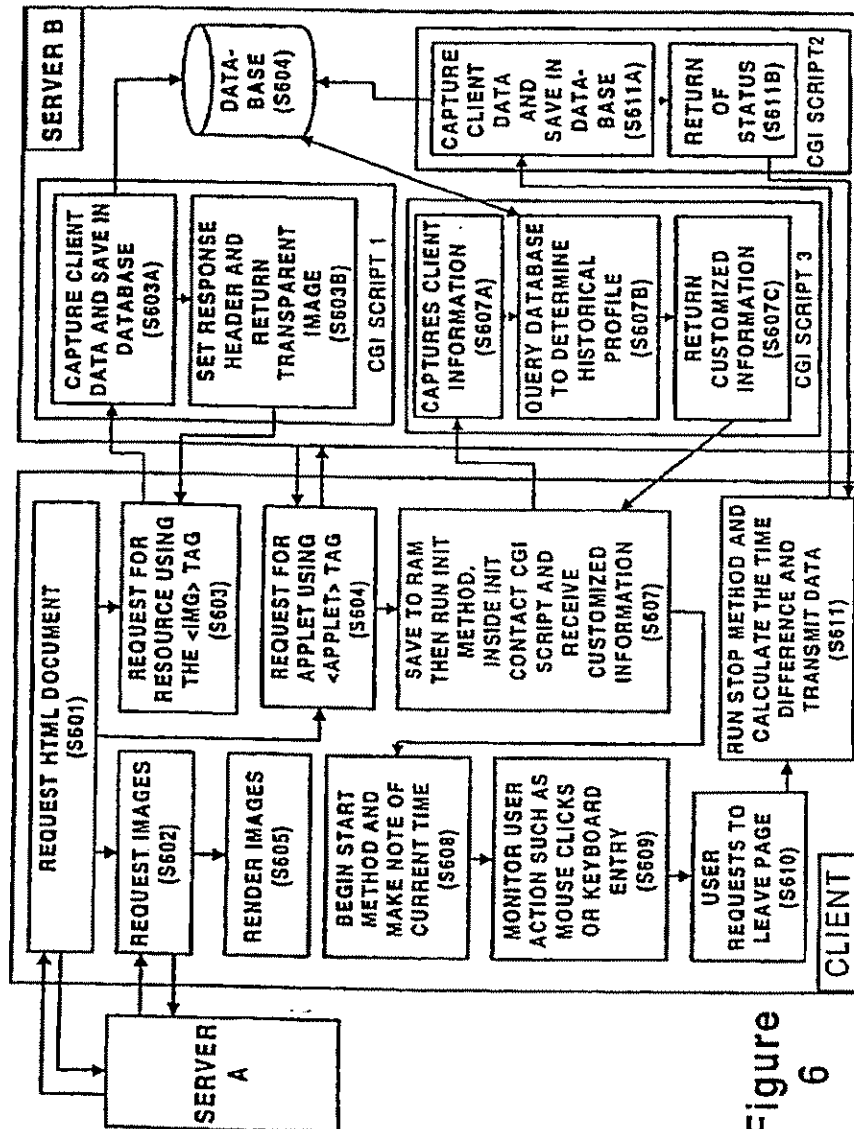 SERVER
A
REQUEST HTML DOCUMENT
(S601)
REQUEST IMAGES
(S602)
RENDER IMAGES
(S605)
REQUEST FOR
RESOURCE USING
THE <IMG> TAG
(S603)
REQUEST FOR
APPLET USING
<APPLET> TAG
(S604)
BEGIN START
METHOD AND
MAKE NOTE OF
CURRENT TIME
(S608)
SAVE TO RAM
THEN RUN INIT
METHOD,
INSIDE INIT
CONTACT CGI
SCRIPT AND
RECEIVE
CUSTOMIZED
INFORMATION
(S607)
MONITOR USER
ACTION SUCH AS
MOUSE CLICKS
OR KEYBOARD
ENTRY
(S609)
USER
REQUESTS TO
LEAVE PAGE
(S610)
RUN STOP METHOD AND
CALCULATE THE TIME
DIFFERENCE AND
TRANSMIT DATA
(S611)
CLIENT
SERVER B
CAPTURE CLIENT
DATA AND SAVE IN
DATABASE
(S603A)
SET RESPONSE
HEADER AND
RETURN
TRANSPARENT
IMAGE
(S603B)
CGI SCRIPT 1
DATA-
BASE
(S604)
CAPTURES CLIENT
INFORMATION
(S607A)
QUERY DATABASE
TO DETERMINE
HISTORICAL
PROFILE
(S607B)
RETURN
CUSTOMIZED
INFORMATION
(S607C)
CGI SCRIPT 3
CAPTURE
CLIENT
DATA
AND
SAVE IN
DATA-
BASE
(S611A)
RETURN
OF
STATUS
(S611B)
CGI SCRIPT2
Figure
6